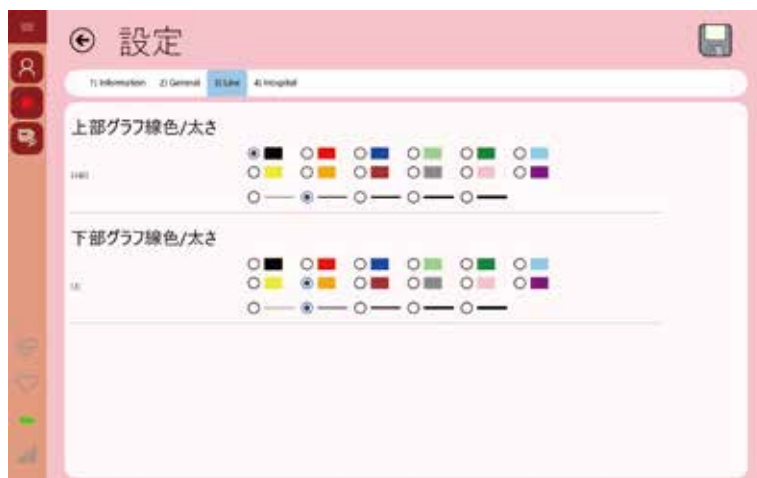 設定
1) Information 2) General 3) Line 4) Hospital
上部グラフ線色/太さ
下部グラフ線色/太さ